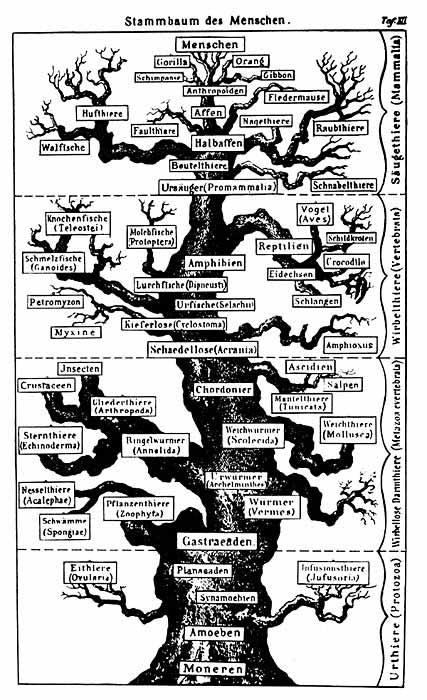 Stammbaum des Menschen.
Taf. XII
Menschen
Gorilla
Orang
Schimpanse
Gibbon
Anthropoiden
Fledermäuse
Affen
Hufthiere
Nagethiere
Faulthiere
Raubthiere
Walfische
Halbaffen
Beutelthiere
Ursäuger (Promammalia)
Schnabelthiere
Säugethiere (Mammalia)
Knochenfische
(Teleostei)
Molchfische
(Protoptera)
Vögel
(Aves)
Reptilien
Schildkröten
Schmelzfische
(Ganoides)
Amphibien
Crocodile
Eidechsen
Lurchfische (Dipneusti)
Schlangen
Petromyzon
Urfische (Selachii)
Kieferlose (Cyclostoma)
Myxine
Amphioxus
Schaedellose (Acrania)
Wirbelthiere (Vertebrata)
Jnsecten
Ascidien
Crustaceen
Salpen
Chordonier
Gliederthiere
(Arthropoda)
Mantelthiere
(Tunicata)
Sternthiere
(Echinoderma)
Ringelwürmer
(Annelida)
Weichwürmer
(Scolecida)
Weichthiere
(Mollusca)
Urwürmer
(Archelminthes)
Nesselthiere
(Acalephae)
Pflanzenthiere
(Zoophyta)
Würmer
(Vermes)
Schwämme
(Spongiae)
Gastraeaden
Wirbellose Darmthiere (Metazoa evertebrata)
Eithiere
(Ovularia)
Planaeaden
Infusionsthiere
(Jnfusoria)
Synamoebien
Amoeben
Moneren
Urthiere (Protozoa)